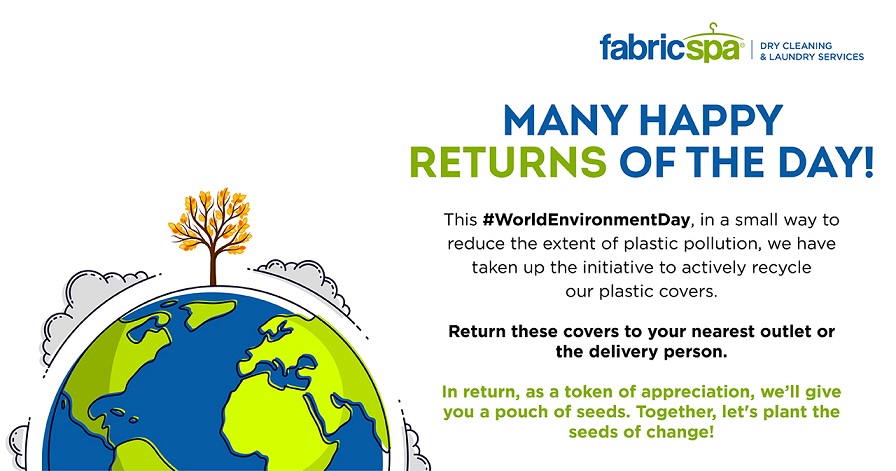 fabricspa
DRY CLEANING
& LAUNDRY SERVICES
MANY HAPPY
RETURNS OF THE DAY!
This #WorldEnvironmentDay, in a small way to
reduce the extent of plastic pollution, we have
taken up the initiative to actively recycle
our plastic covers.
Return these covers to your nearest outlet or
the delivery person.
In return, as a token of appreciation, we’ll give
you a pouch of seeds. Together, let's plant the
seeds of change!